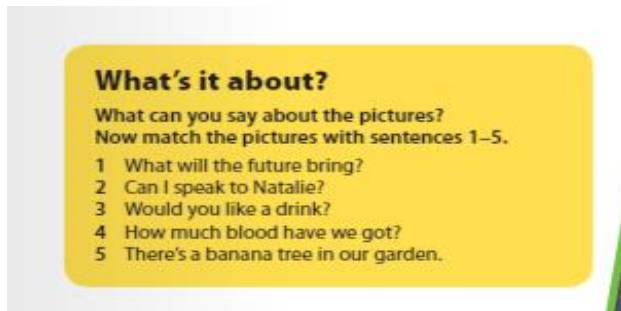 What's it about?
What can you say about the pictures?
Now match the pictures with sentences 1–5.
1 What will the future bring?
2 Can I speak to Natalie?
3 Would you like a drink?
4 How much blood have we got?
5 There's a banana tree in our garden.